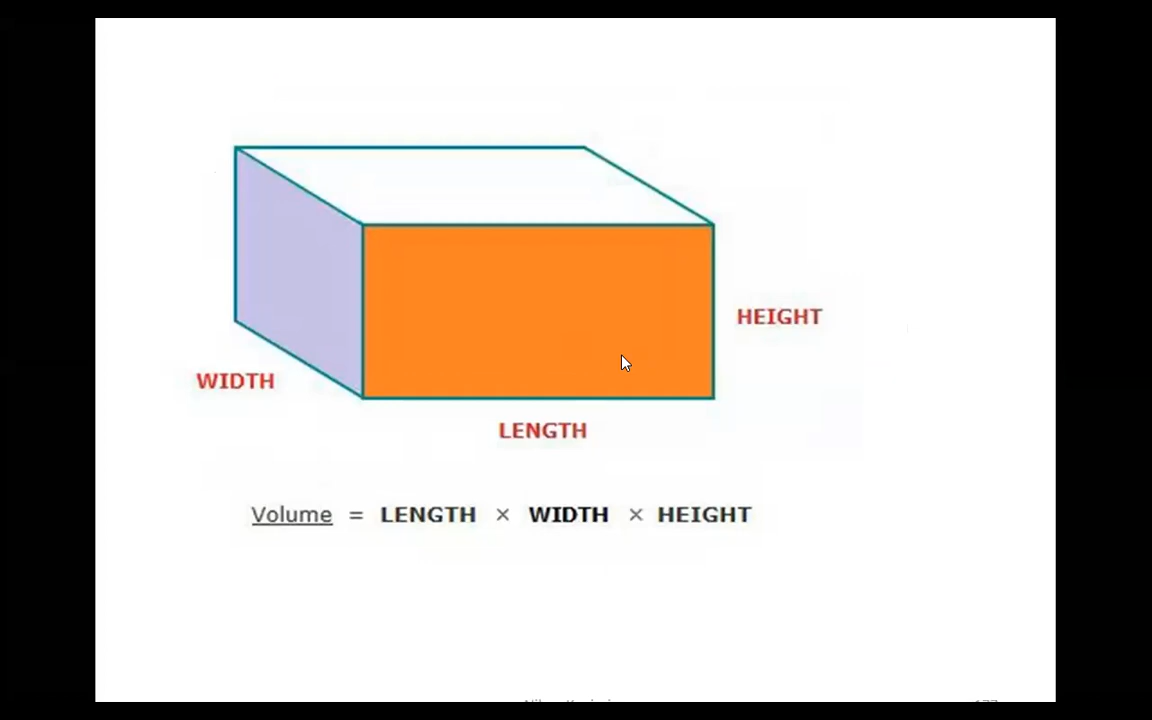 HEIGHT
WIDTH
LENGTH
Volume = LENGTH × WIDTH × HEIGHT